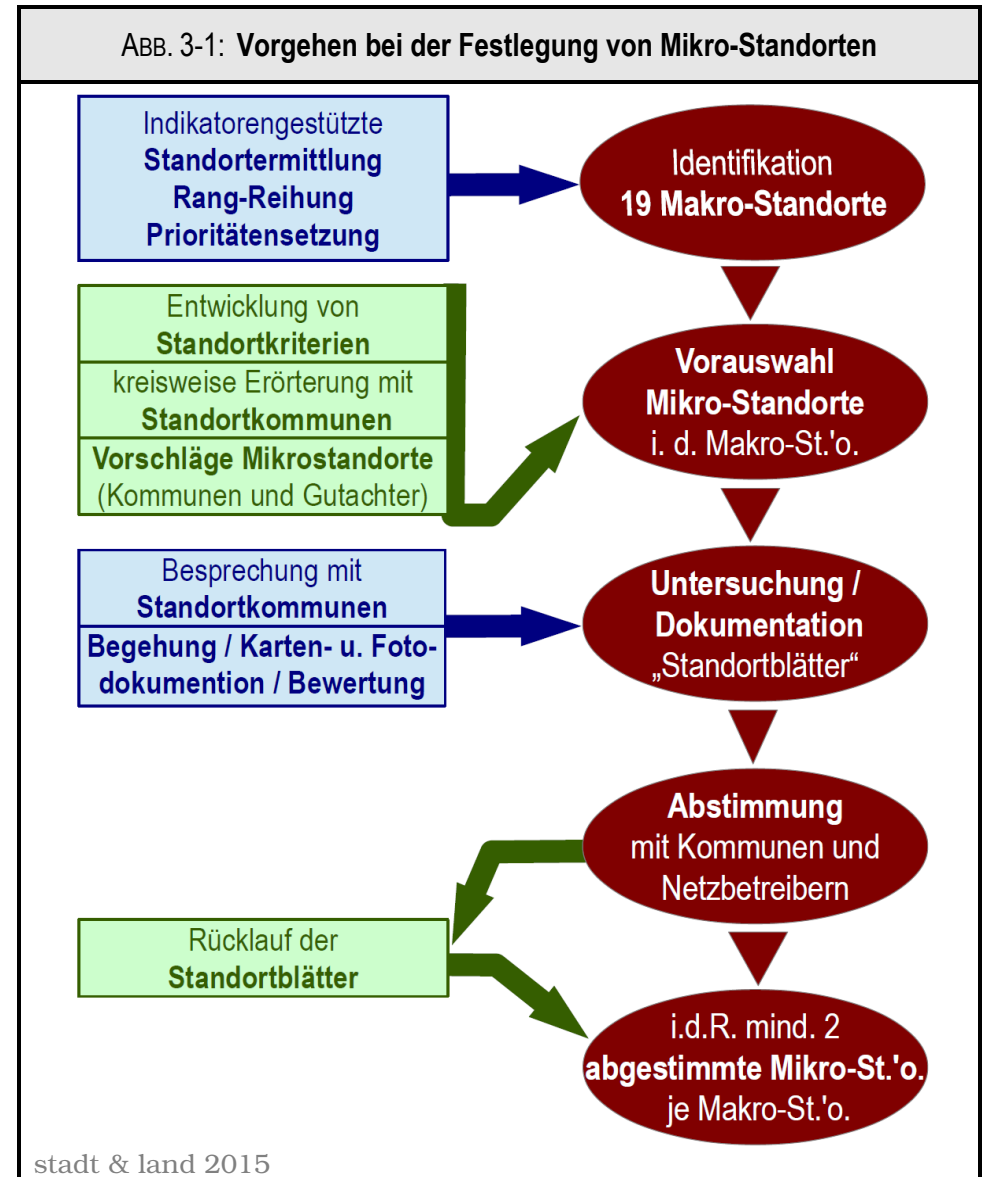 ABB. 3-1: Vorgehen bei der Festlegung von Mikro-Standorten
Indikatorengestützte
Standortermittlung
Rang-Reihung
Prioritätensetzung
Identifikation
19 Makro-Standorte
Entwicklung von
Standortkriterien
kreisweise Erörterung mit
Standortkommunen
Vorschläge Mikrostandorte
(Kommunen und Gutachter)
Vorauswahl
Mikro-Standorte
i. d. Makro-St.'o.
Besprechung mit
Standortkommunen
Begehung / Karten- u. Foto-
dokumention / Bewertung
Untersuchung /
Dokumentation
„Standortblätter“
Abstimmung
mit Kommunen und
Netzbetreibern
Rücklauf der
Standortblätter
i.d.R. mind. 2
abgestimmte Mikro-St.'o.
je Makro-St.'o.
stadt & land 2015